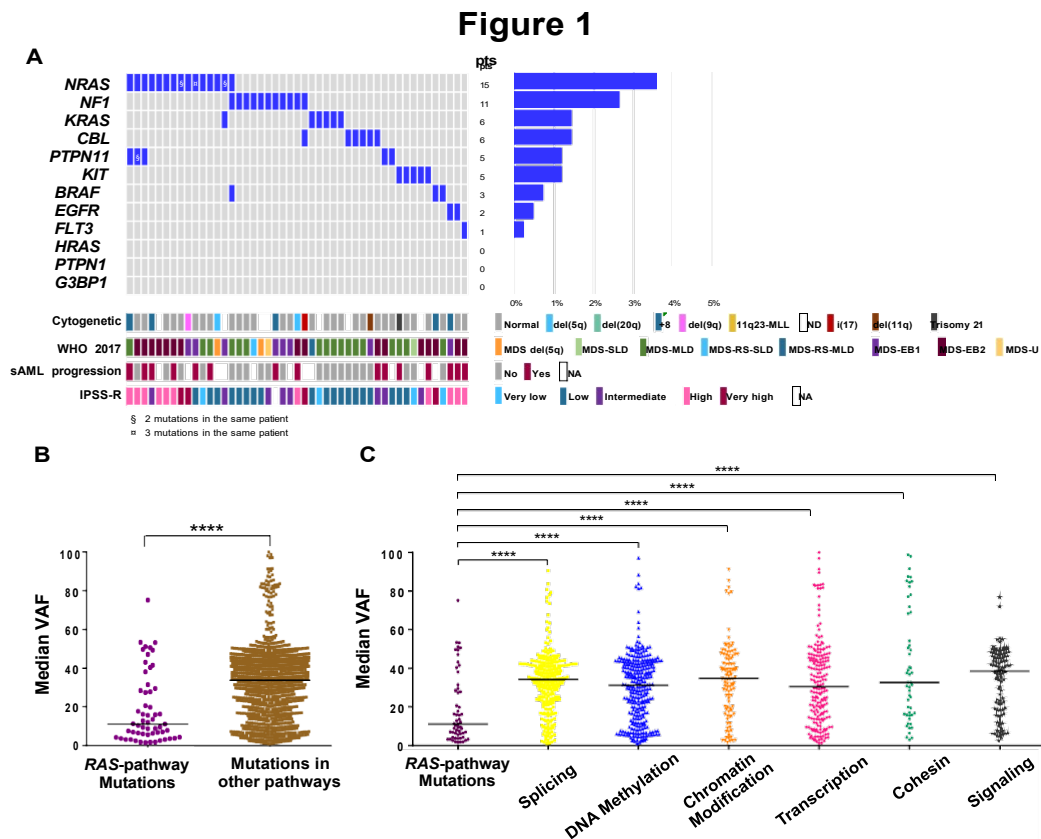 Figure 1
A
pts
pts
NRAS § ¤ § 15
NF1 11
KRAS 6
CBL 6
PTPN11 § 5
KIT 5
BRAF 3
EGFR 2
FLT3 1
HRAS 0
PTPN1 0
G3BP1 0
0% 1% 2% 3% 4% 5%
Cytogenetic Normal del(5q) del(20q) +8 del(9q) 11q23-MLL ND i(17) del(11q) Trisomy 21
WHO 2017 MDS del(5q) MDS-SLD MDS-MLD MDS-RS-SLD MDS-RS-MLD MDS-EB1 MDS-EB2 MDS-U
sAML progression No Yes NA
IPSS-R Very low Low Intermediate High Very high NA
§ 2 mutations in the same patient
¤ 3 mutations in the same patient
B
****
Median VAF
100
80
60
40
20
0
RAS-pathway
Mutations
Mutations in
other pathways
C
****
****
****
****
****
****
Median VAF
100
80
60
40
20
0
RAS-pathway
Mutations
Splicing
DNA Methylation
Chromatin
Modification
Transcription
Cohesin
Signaling